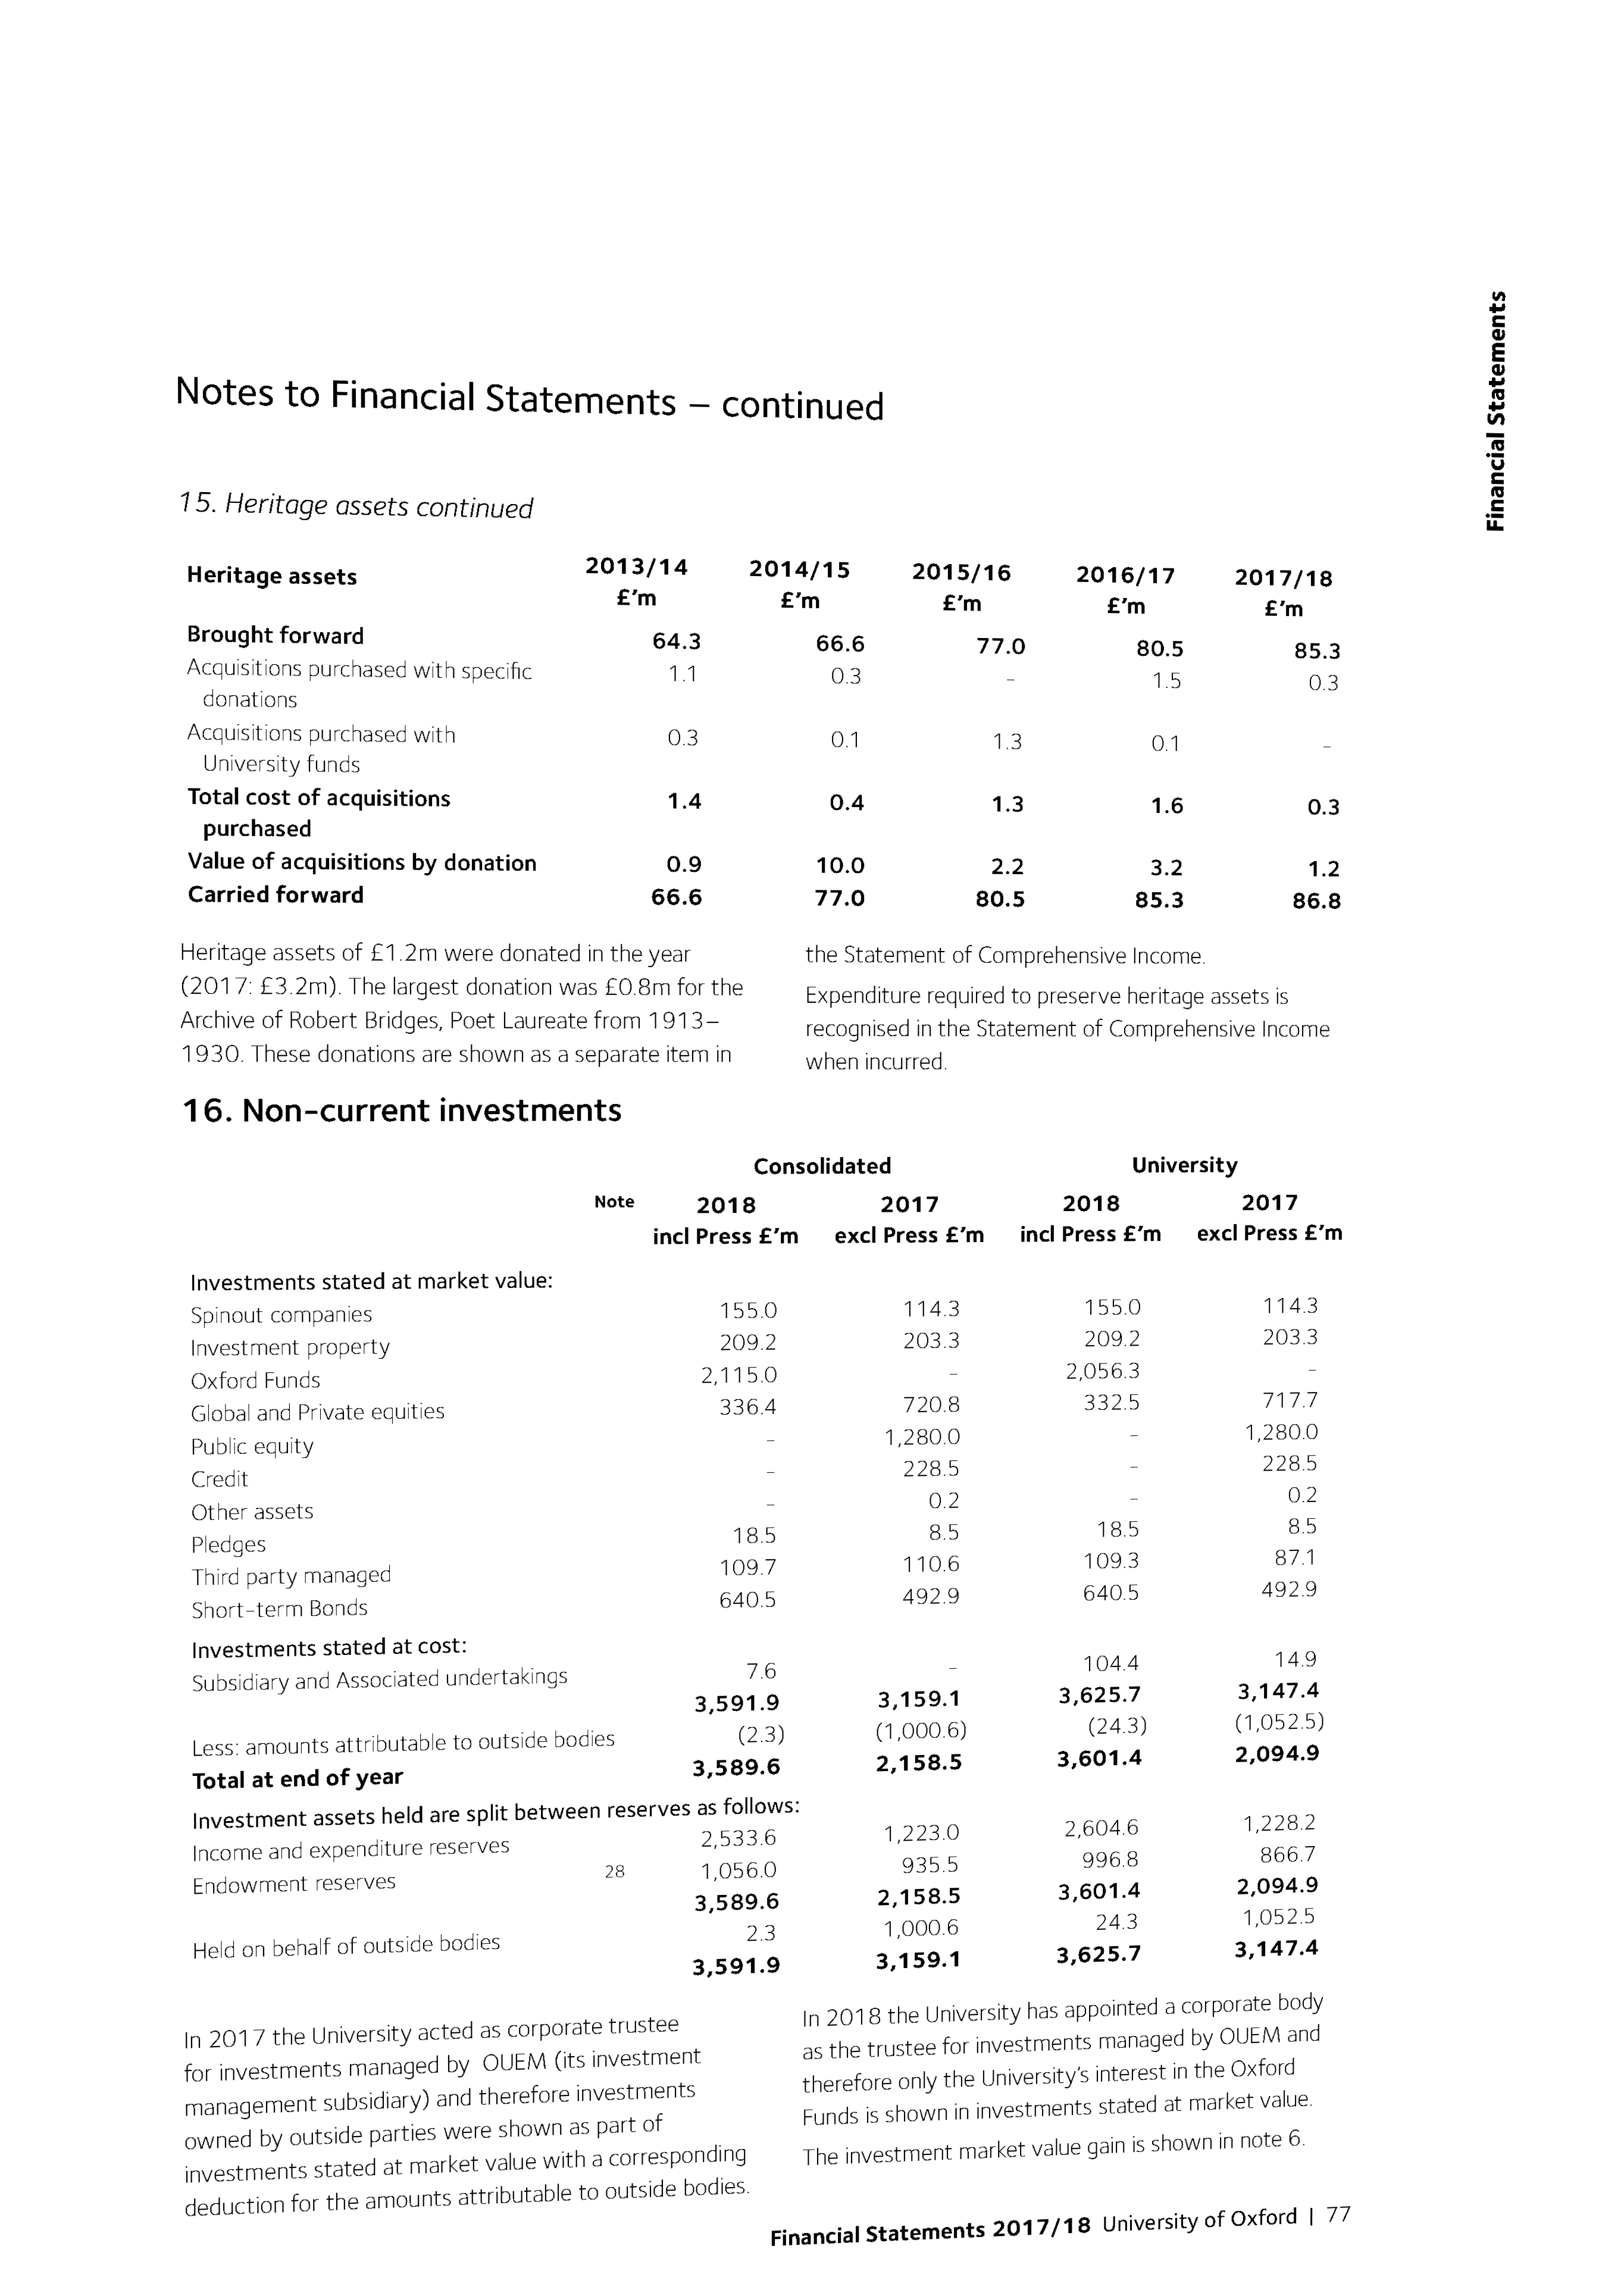 Financial Statements
Notes to Financial Statements – continued
15. Heritage assets continued
Heritage assets 2013/14 2014/15 2015/16 2016/17 2017/18
£’m £’m £’m £’m £’m
Brought forward 64.3 66.6 77.0 80.5 85.3
Acquisitions purchased with specific 1.1 0.3 – 1.5 0.3
donations
Acquisitions purchased with 0.3 0.1 1.3 0.1 –
University funds
Total cost of acquisitions 1.4 0.4 1.3 1.6 0.3
purchased
Value of acquisitions by donation 0.9 10.0 2.2 3.2 1.2
Carried forward 66.6 77.0 80.5 85.3 86.8
Heritage assets of £1.2m were donated in the year
(2017: £3.2m). The largest donation was £0.8m for the
Archive of Robert Bridges, Poet Laureate from 1913–
1930. These donations are shown as a separate item in
the Statement of Comprehensive Income.
Expenditure required to preserve heritage assets is
recognised in the Statement of Comprehensive Income
when incurred.
16. Non-current investments
Consolidated University
Note 2018 2017 2018 2017
incl Press £’m excl Press £’m incl Press £’m excl Press £’m
Investments stated at market value:
Spinout companies 155.0 114.3 155.0 114.3
Investment property 209.2 203.3 209.2 203.3
Oxford Funds 2,115.0 – 2,056.3 –
Global and Private equities 336.4 720.8 332.5 717.7
Public equity – 1,280.0 – 1,280.0
Credit – 228.5 – 228.5
Other assets – 0.2 – 0.2
Pledges 18.5 8.5 18.5 8.5
Third party managed 109.7 110.6 109.3 87.1
Short-term Bonds 640.5 492.9 640.5 492.9
Investments stated at cost:
Subsidiary and Associated undertakings 7.6 – 104.4 14.9
3,591.9 3,159.1 3,625.7 3,147.4
Less: amounts attributable to outside bodies (2.3) (1,000.6) (24.3) (1,052.5)
Total at end of year 3,589.6 2,158.5 3,601.4 2,094.9
Investment assets held are split between reserves as follows:
Income and expenditure reserves 2,533.6 1,223.0 2,604.6 1,228.2
Endowment reserves 28 1,056.0 935.5 996.8 866.7
3,589.6 2,158.5 3,601.4 2,094.9
Held on behalf of outside bodies 2.3 1,000.6 24.3 1,052.5
3,591.9 3,159.1 3,625.7 3,147.4
In 2017 the University acted as corporate trustee
for investments managed by OUEM (its investment
management subsidiary) and therefore investments
owned by outside parties were shown as part of
investments stated at market value with a corresponding
deduction for the amounts attributable to outside bodies.
In 2018 the University has appointed a corporate body
as the trustee for investments managed by OUEM and
therefore only the University’s interest in the Oxford
Funds is shown in investments stated at market value.
The investment market value gain is shown in note 6.
Financial Statements 2017/18 University of Oxford | 77